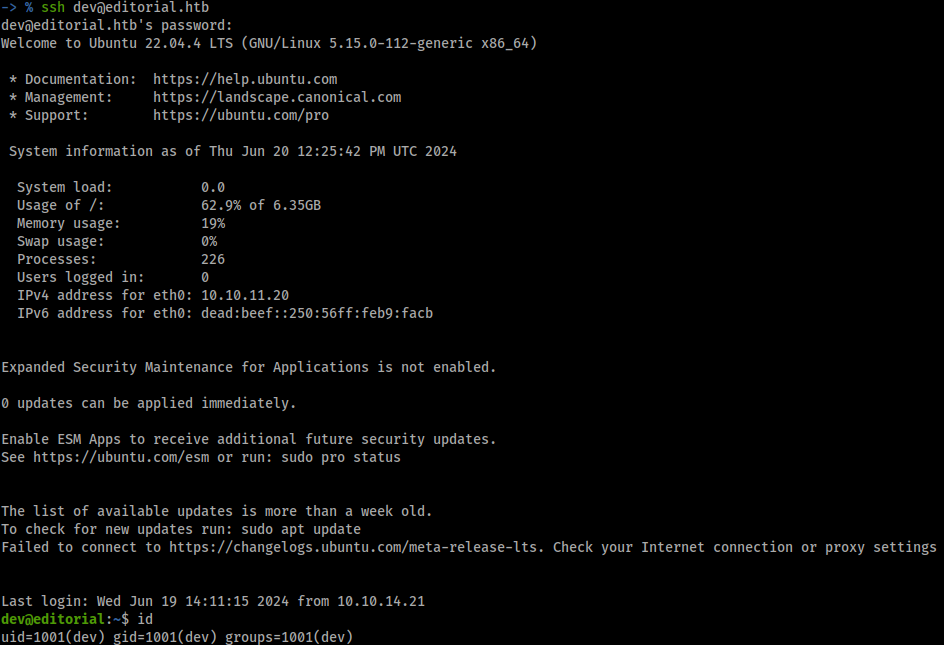 -> % ssh dev@editorial.htb
dev@editorial.htb's password:
Welcome to Ubuntu 22.04.4 LTS (GNU/Linux 5.15.0-112-generic x86_64)
* Documentation:  https://help.ubuntu.com
* Management:     https://landscape.canonical.com
* Support:        https://ubuntu.com/pro
System information as of Thu Jun 20 12:25:42 PM UTC 2024
System load:           0.0
Usage of /:            62.9% of 6.35GB
Memory usage:          19%
Swap usage:            0%
Processes:             226
Users logged in:       0
IPv4 address for eth0: 10.10.11.20
IPv6 address for eth0: dead:beef::250:56ff:feb9:facb
Expanded Security Maintenance for Applications is not enabled.
0 updates can be applied immediately.
Enable ESM Apps to receive additional future security updates.
See https://ubuntu.com/esm or run: sudo pro status
The list of available updates is more than a week old.
To check for new updates run: sudo apt update
Failed to connect to https://changelogs.ubuntu.com/meta-release-lts. Check your Internet connection or proxy settings
Last login: Wed Jun 19 14:11:15 2024 from 10.10.14.21
dev@editorial:~$ id
uid=1001(dev) gid=1001(dev) groups=1001(dev)